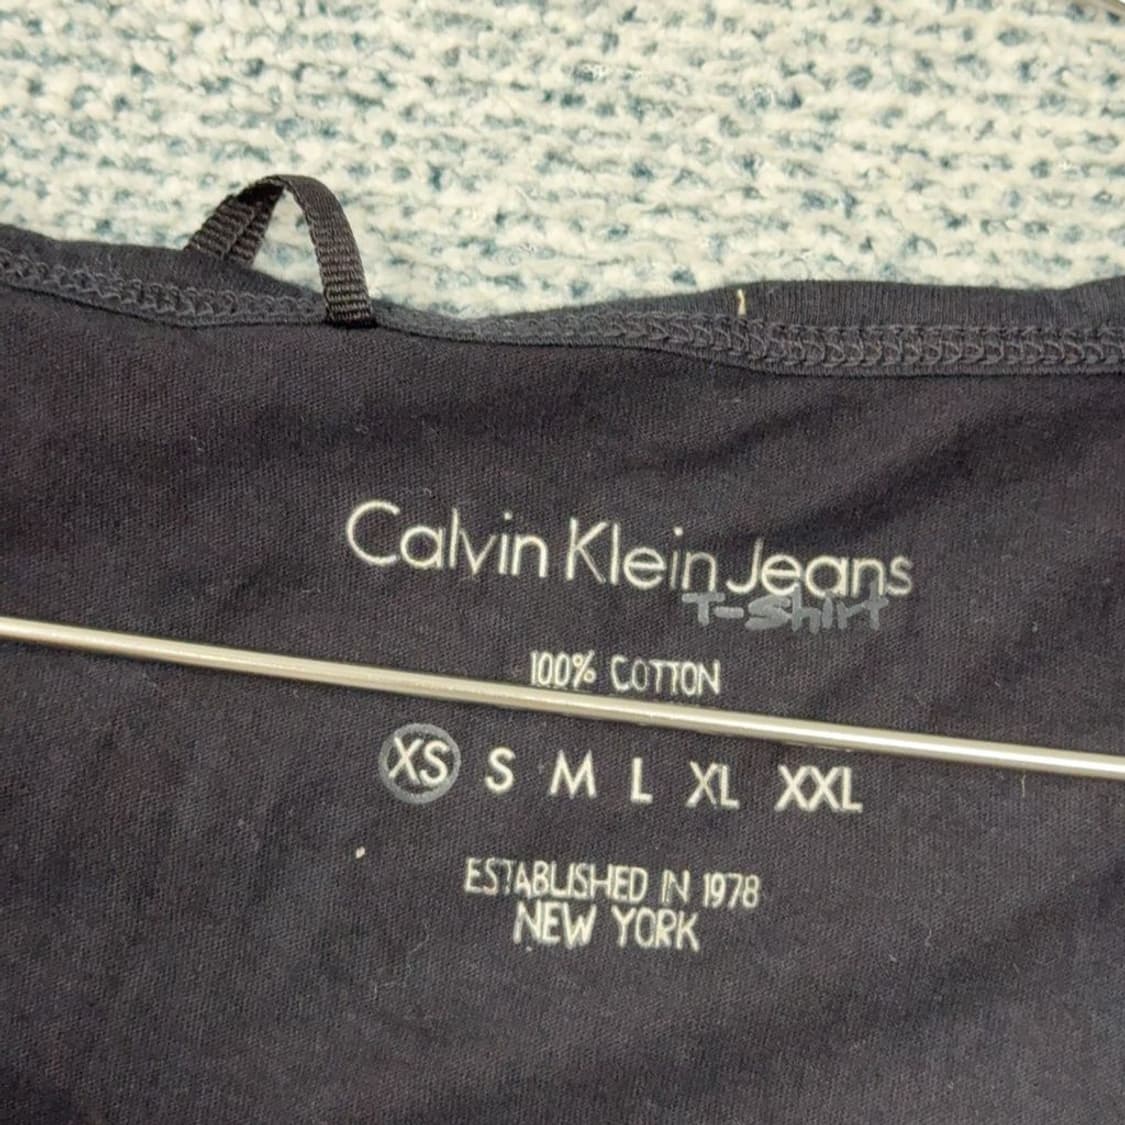 Calvin Klein Jeans
T-Shirt
100% COTTON
XS S M L XL XXL
ESTABLISHED IN 1978
NEW YORK